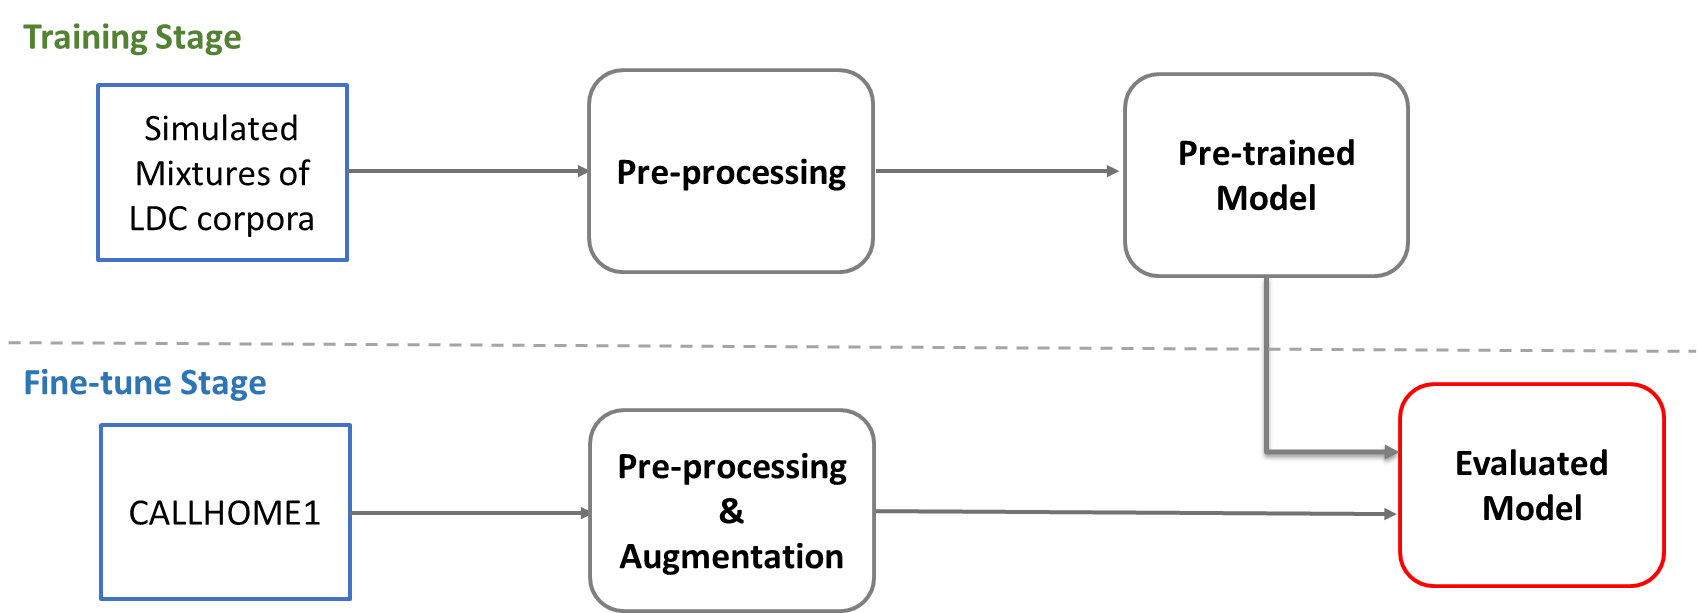 Training Stage
Simulated
Mixtures of
LDC corpora
Pre-processing
Pre-trained
Model
Fine-tune Stage
CALLHOME1
Pre-processing
&
Augmentation
Evaluated
Model